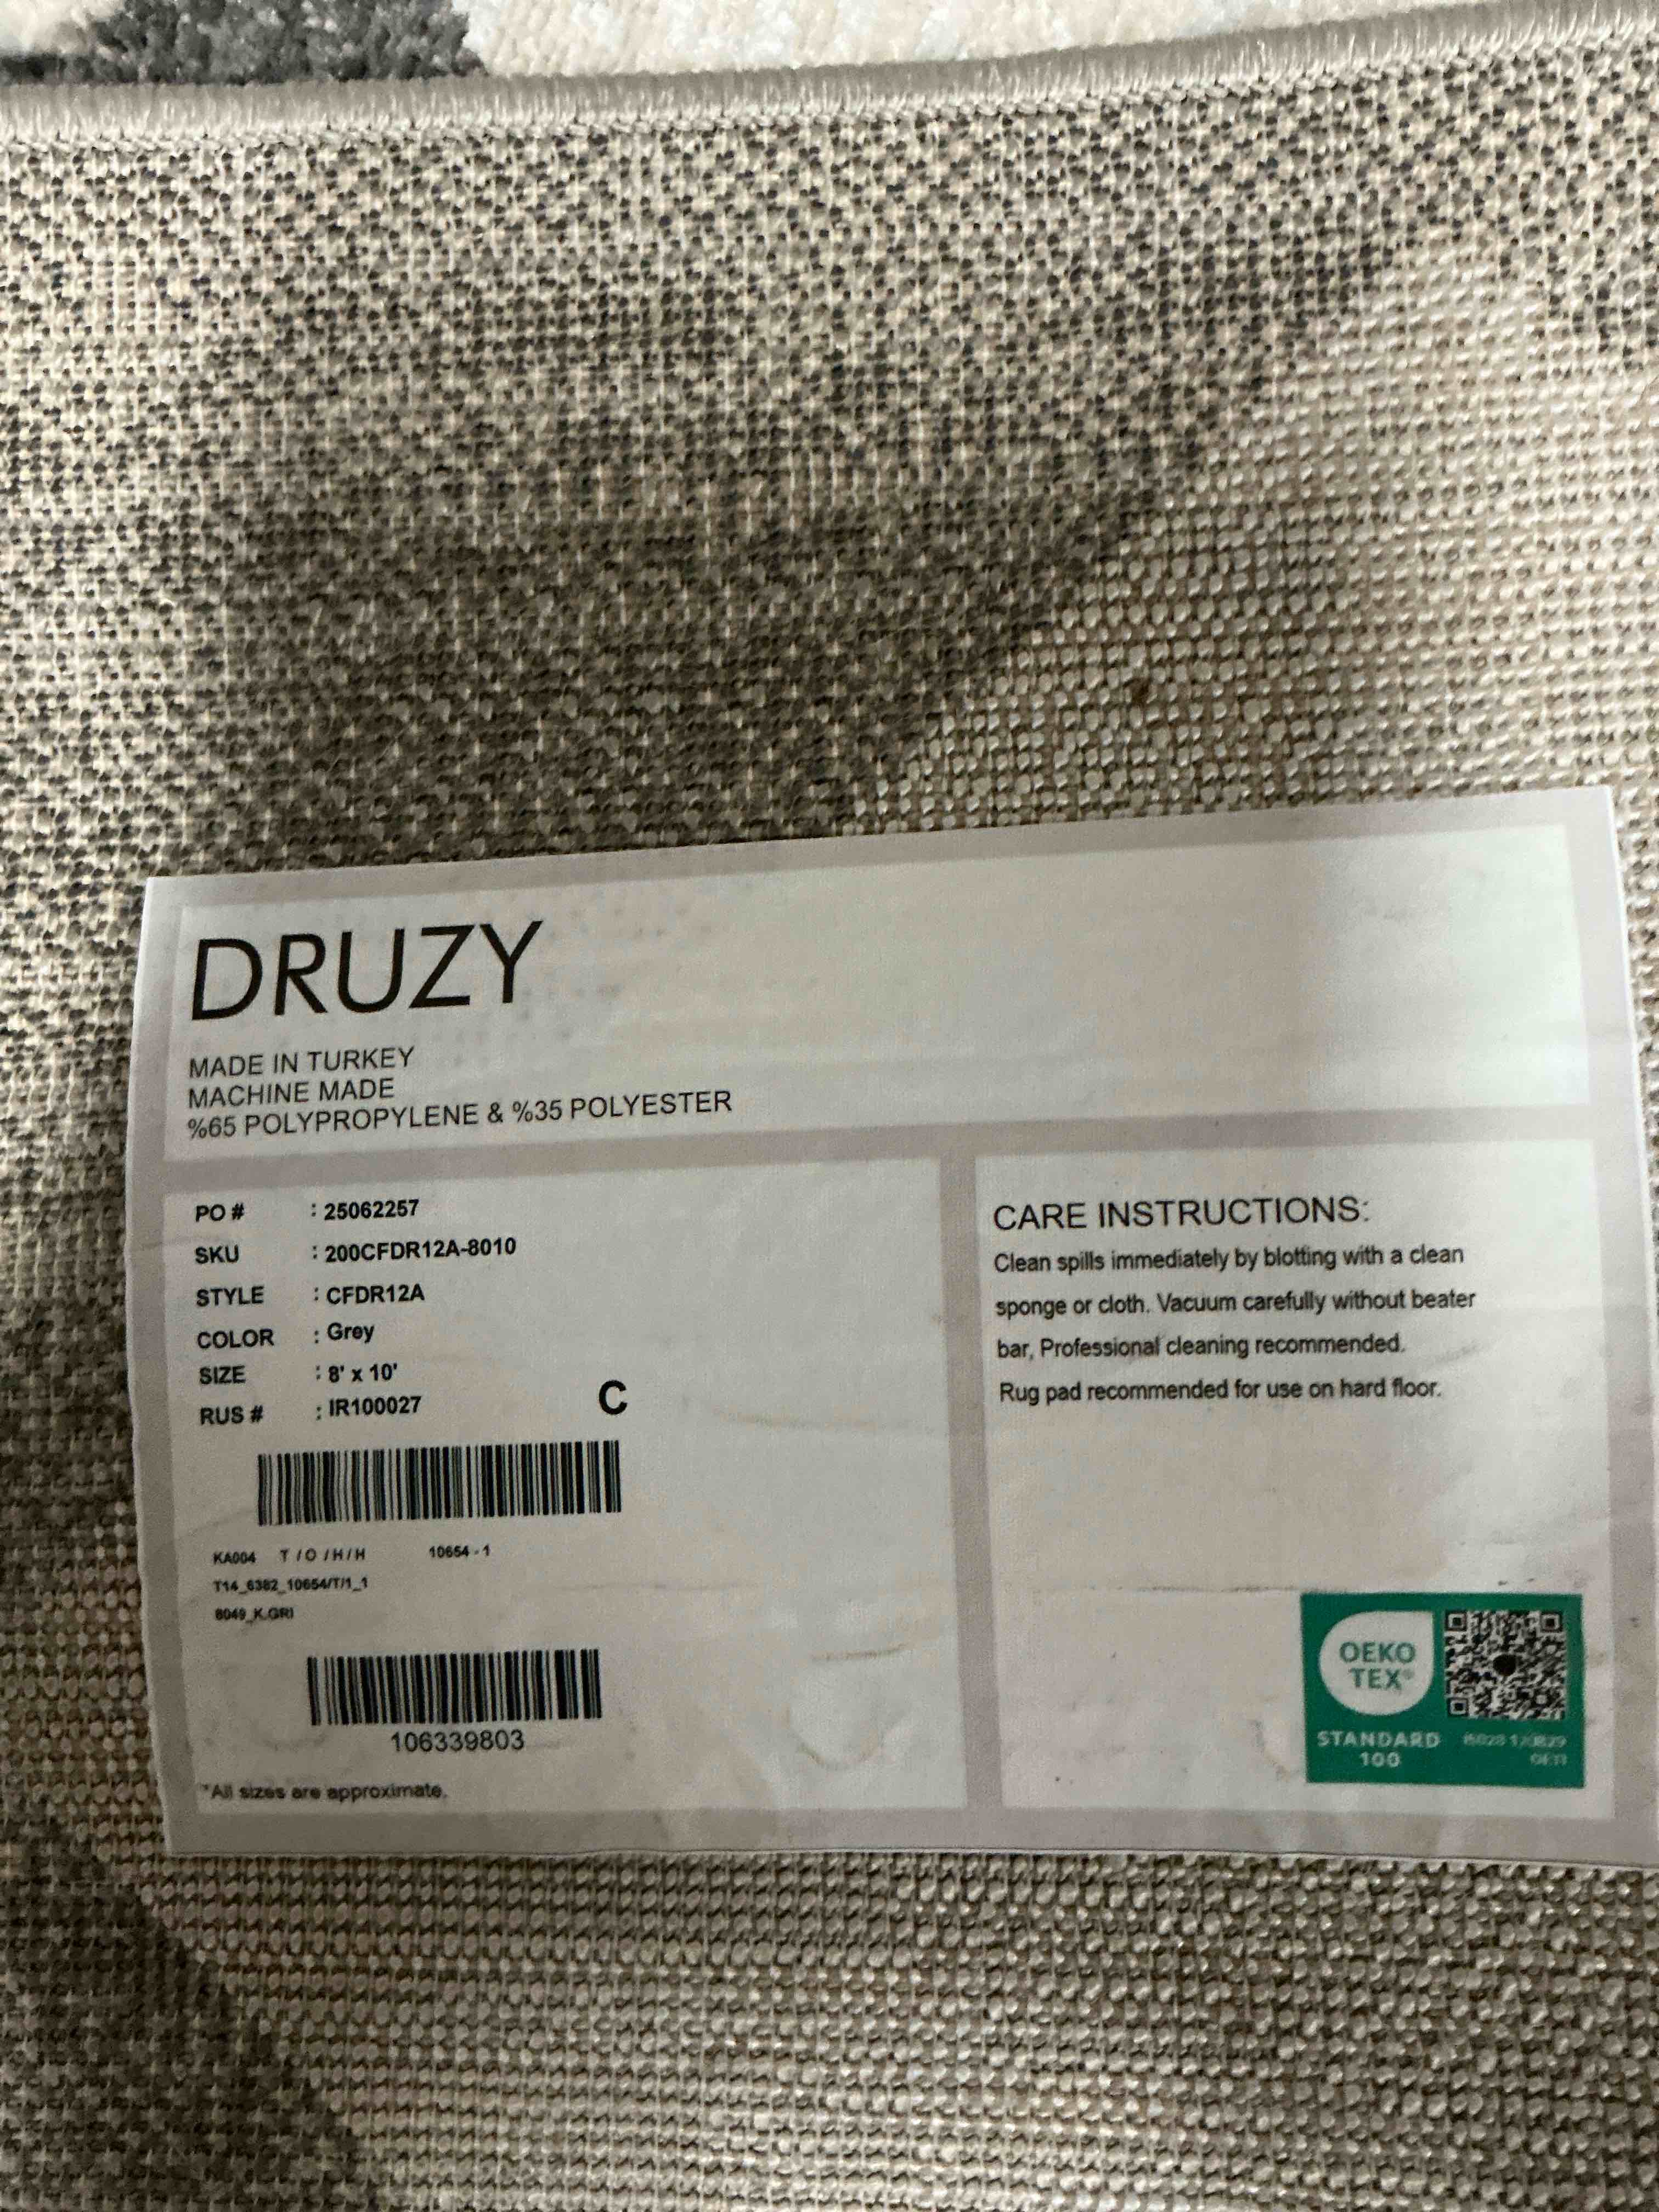 DRUZY
MADE IN TURKEY
MACHINE MADE
%65 POLYPROPYLENE & %35 POLYESTER
PO # : 25062257
SKU : 200CFDR12A-8010
STYLE : CFDR12A
COLOR : Grey
SIZE : 8' x 10'
RUS # : IR100027
C
KA004 T / O / H / H 10654 - 1
T14_6382_10654/T/1_1
8049_K.GRI
106339803
*All sizes are approximate.
CARE INSTRUCTIONS:
Clean spills immediately by blotting with a clean
sponge or cloth. Vacuum carefully without beater
bar, Professional cleaning recommended.
Rug pad recommended for use on hard floor.
OEKO
TEX®
STANDARD
100